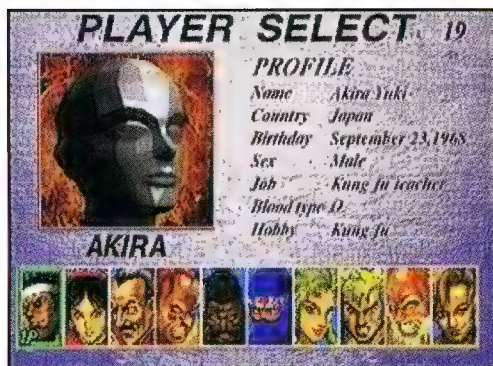 PLAYER SELECT 19
PROFILE
Name Akira Yuki
Country Japan
Birthday September 23,1968
Sex Male
Job Kung fu teacher
Blood type O
Hobby Kung fu
AKIRA
1P